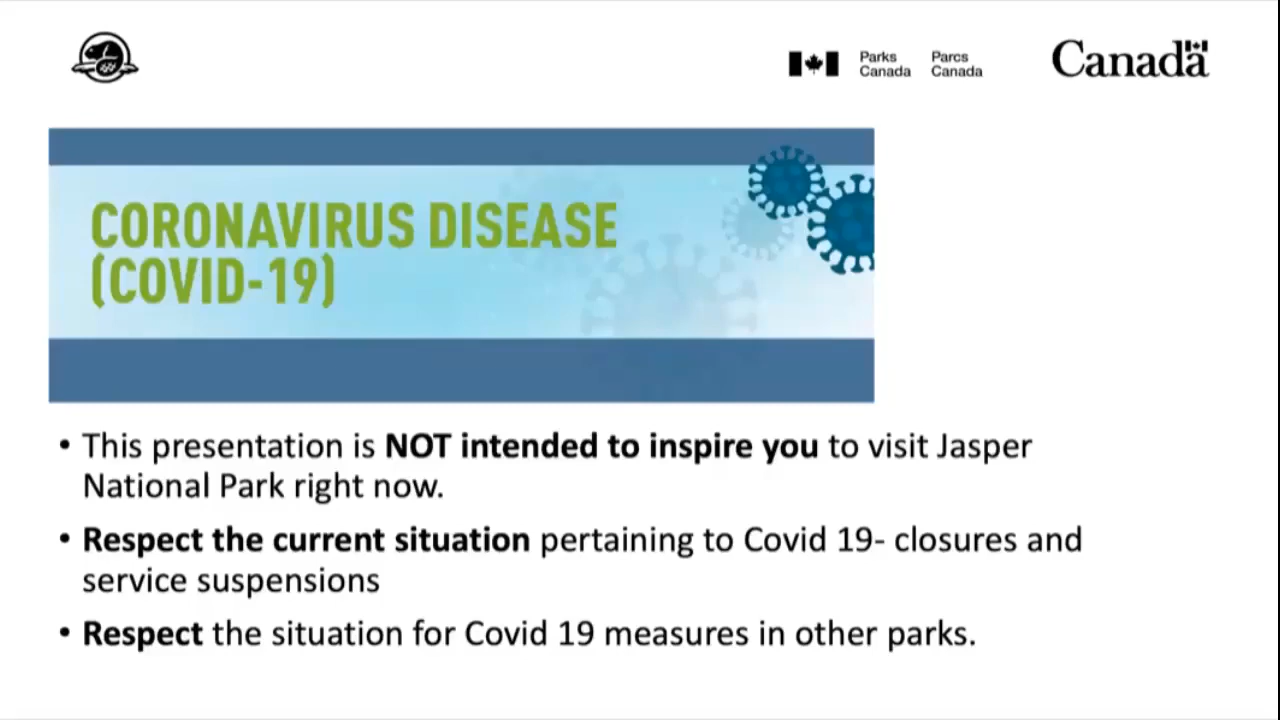 Parks Canada
Parcs Canada
Canada
CORONAVIRUS DISEASE
(COVID-19)
• This presentation is NOT intended to inspire you to visit Jasper
National Park right now.
• Respect the current situation pertaining to Covid 19- closures and
service suspensions
• Respect the situation for Covid 19 measures in other parks.